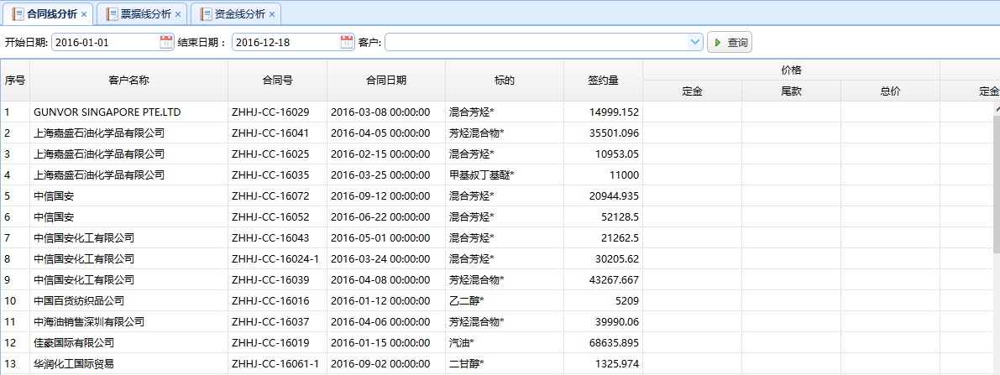 合同线分析 × 票据线分析 × 资金线分析 ×
开始日期: 2016-01-01 结束日期： 2016-12-18 客户: 查询
序号 客户名称 合同号 合同日期 标的 签约量 价格
定金 尾款 总价 定金
1 GUNVOR SINGAPORE PTE.LTD ZHHJ-CC-16029 2016-03-08 00:00:00 混合芳烃* 14999.152
2 上海嘉盛石油化学品有限公司 ZHHJ-CC-16041 2016-04-05 00:00:00 芳烃混合物* 35501.096
3 上海嘉盛石油化学品有限公司 ZHHJ-CC-16025 2016-02-15 00:00:00 混合芳烃* 10953.05
4 上海嘉盛石油化学品有限公司 ZHHJ-CC-16035 2016-03-25 00:00:00 甲基叔丁基醚* 11000
5 中信国安 ZHHJ-CC-16072 2016-09-12 00:00:00 混合芳烃* 20944.935
6 中信国安 ZHHJ-CC-16052 2016-06-22 00:00:00 混合芳烃* 52128.5
7 中信国安化工有限公司 ZHHJ-CC-16043 2016-05-01 00:00:00 混合芳烃* 21262.5
8 中信国安化工有限公司 ZHHJ-CC-16024-1 2016-03-24 00:00:00 混合芳烃* 30205.62
9 中信国安化工有限公司 ZHHJ-CC-16039 2016-04-08 00:00:00 芳烃混合物* 43267.667
10 中国百货纺织品公司 ZHHJ-CC-16016 2016-01-12 00:00:00 乙二醇* 5209
11 中海油销售深圳有限公司 ZHHJ-CC-16037 2016-04-06 00:00:00 芳烃混合物* 39990.06
12 佳豪国际有限公司 ZHHJ-CC-16019 2016-01-15 00:00:00 汽油* 68635.895
13 华润化工国际贸易 ZHHJ-CC-16061-1 2016-09-02 00:00:00 二甘醇* 1325.974